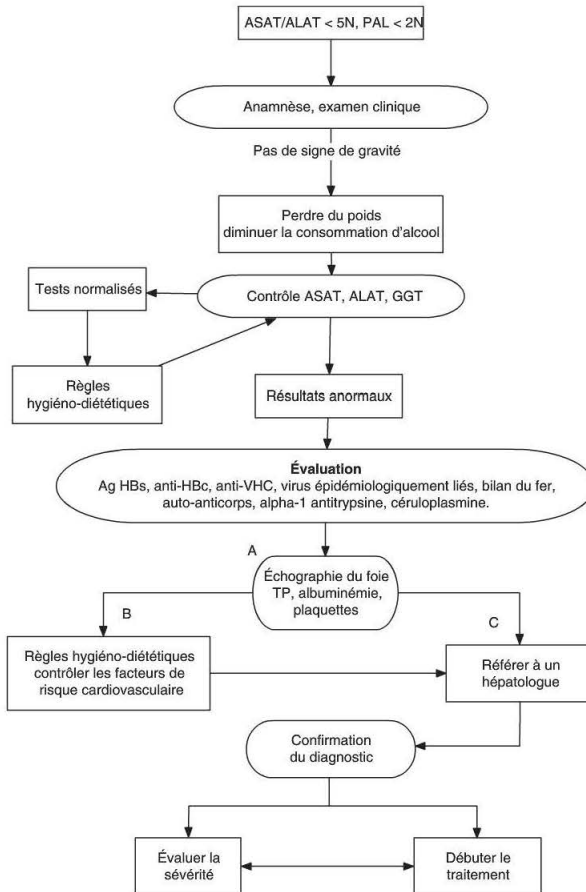 ASAT/ALAT < 5N, PAL < 2N
Anamnèse, examen clinique
Pas de signe de gravité
Perdre du poids
diminuer la consommation d'alcool
Tests normalisés
Contrôle ASAT, ALAT, GGT
Règles
hygiéno-diététiques
Résultats anormaux
Évaluation
Ag HBs, anti-HBc, anti-VHC, virus épidémiologiquement liés, bilan du fer,
auto-anticorps, alpha-1 antitrypsine, céruloplasmine.
A
Échographie du foie
TP, albuminémie,
plaquettes
B
C
Règles hygiéno-diététiques
contrôler les facteurs de
risque cardiovasculaire
Référer à un
hépatologue
Confirmation
du diagnostic
Évaluer la
sévérité
Débuter le
traitement